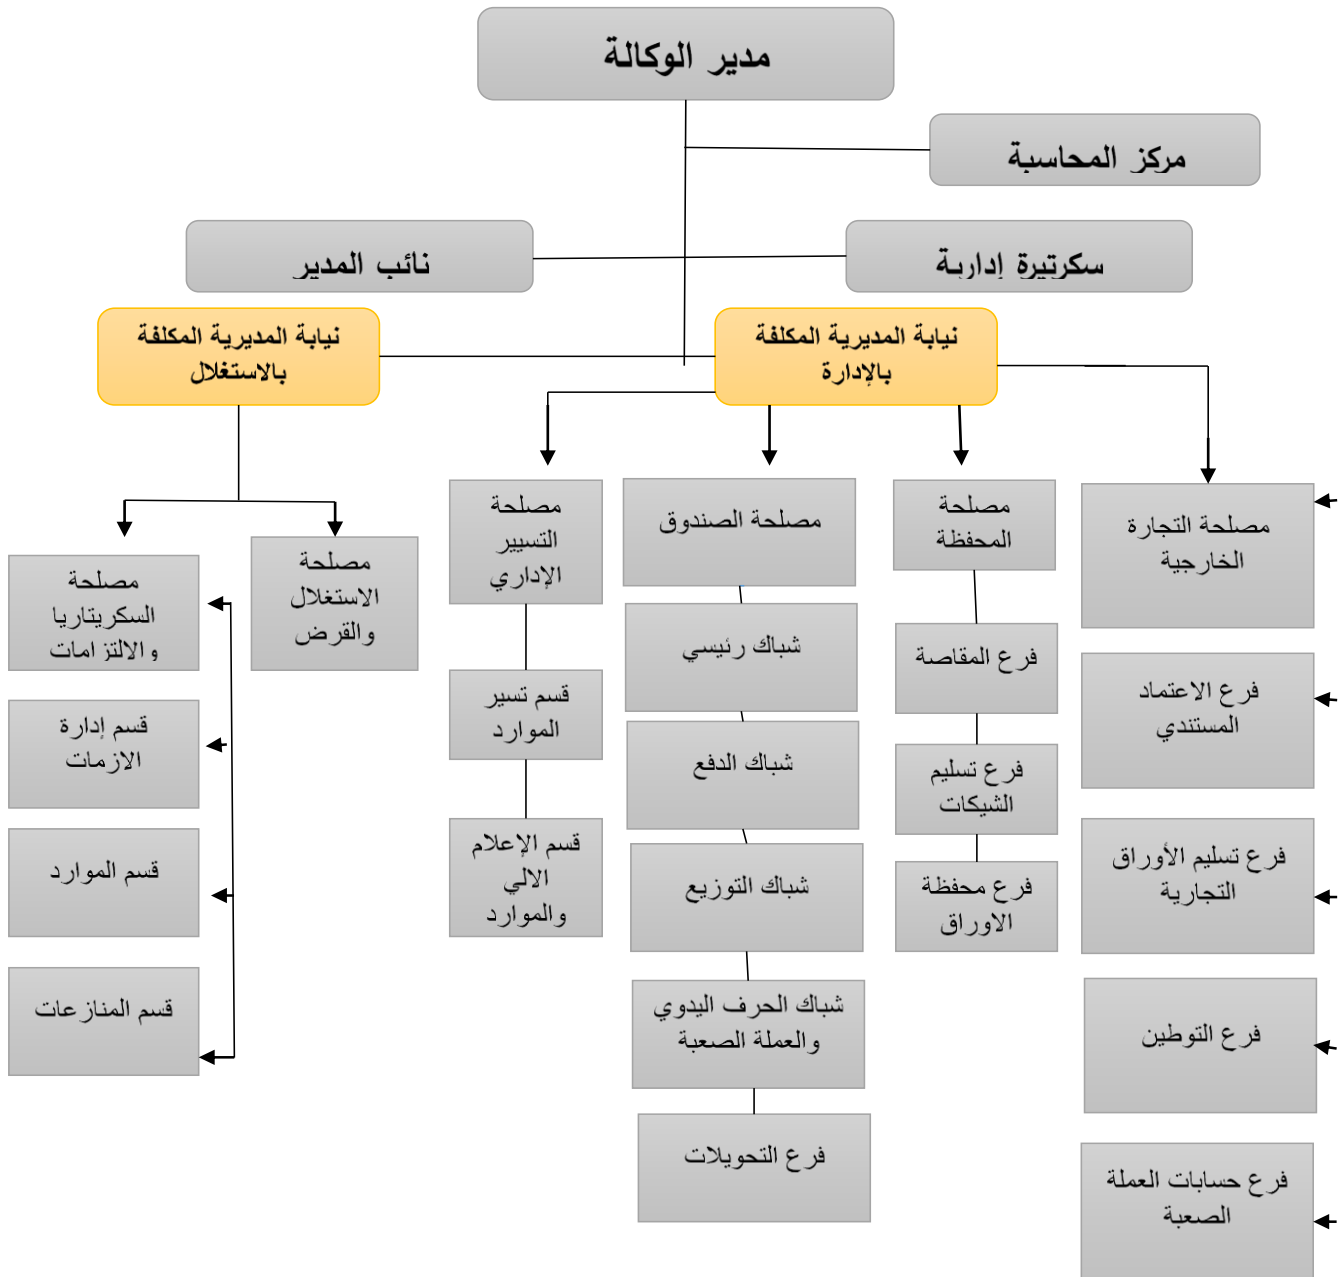 مدير الوكالة
مركز المحاسبة
سكرتيرة إدارية
نائب المدير
نيابة المديرية المكلفة
بالإدارة
نيابة المديرية المكلفة
بالاستغلال
مصلحة التجارة
الخارجية
فرع الاعتماد
المستندي
فرع تسليم الأوراق
التجارية
فرع التوطين
فرع حسابات العملة
الصعبة
مصلحة
المحفظة
فرع المقاصة
فرع تسليم
الشيكات
فرع محفظة
الاوراق
مصلحة الصندوق
شباك رئيسي
شباك الدفع
شباك التوزيع
شباك الحرف اليدوي
والعملة الصعبة
فرع التحويلات
مصلحة
التسيير
الإداري
قسم تسير
الموارد
قسم الإعلام
الالي
والموارد
مصلحة
الاستغلال
والقرض
مصلحة
السكريتاريا
والالتزامات
قسم إدارة
الازمات
قسم الموارد
قسم المنازعات